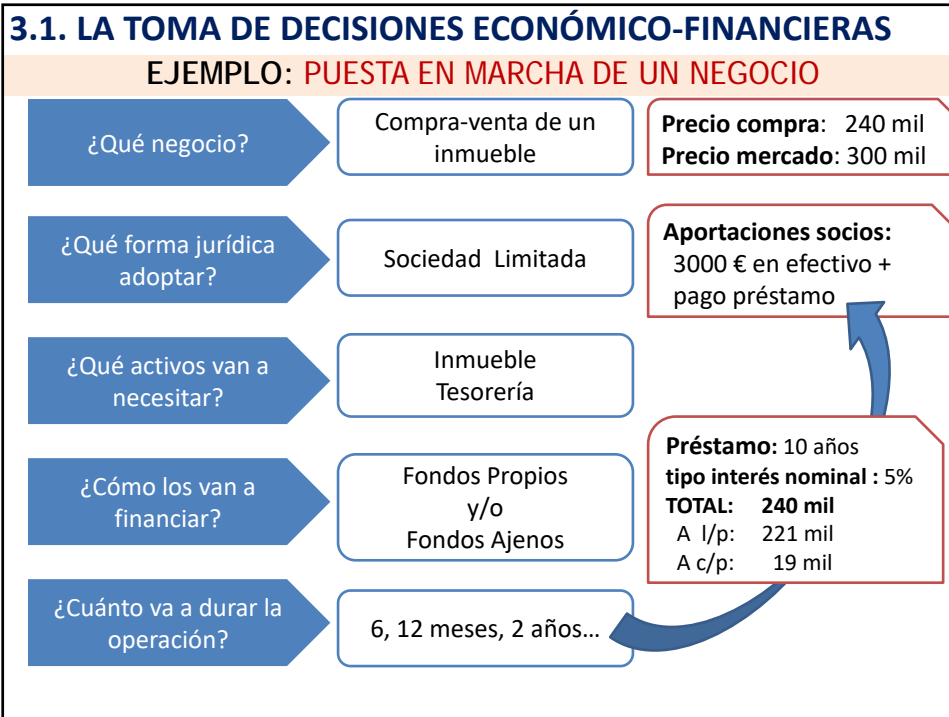 3.1. LA TOMA DE DECISIONES ECONÓMICO-FINANCIERAS
EJEMPLO: PUESTA EN MARCHA DE UN NEGOCIO
¿Qué negocio?
Compra-venta de un
inmueble
Precio compra: 240 mil
Precio mercado: 300 mil
¿Qué forma jurídica
adoptar?
Sociedad Limitada
Aportaciones socios:
3000 € en efectivo +
pago préstamo
¿Qué activos van a
necesitar?
Inmueble
Tesorería
¿Cómo los van a
financiar?
Fondos Propios
y/o
Fondos Ajenos
Préstamo: 10 años
tipo interés nominal : 5%
TOTAL: 240 mil
A l/p: 221 mil
A c/p: 19 mil
¿Cuánto va a durar la
operación?
6, 12 meses, 2 años…